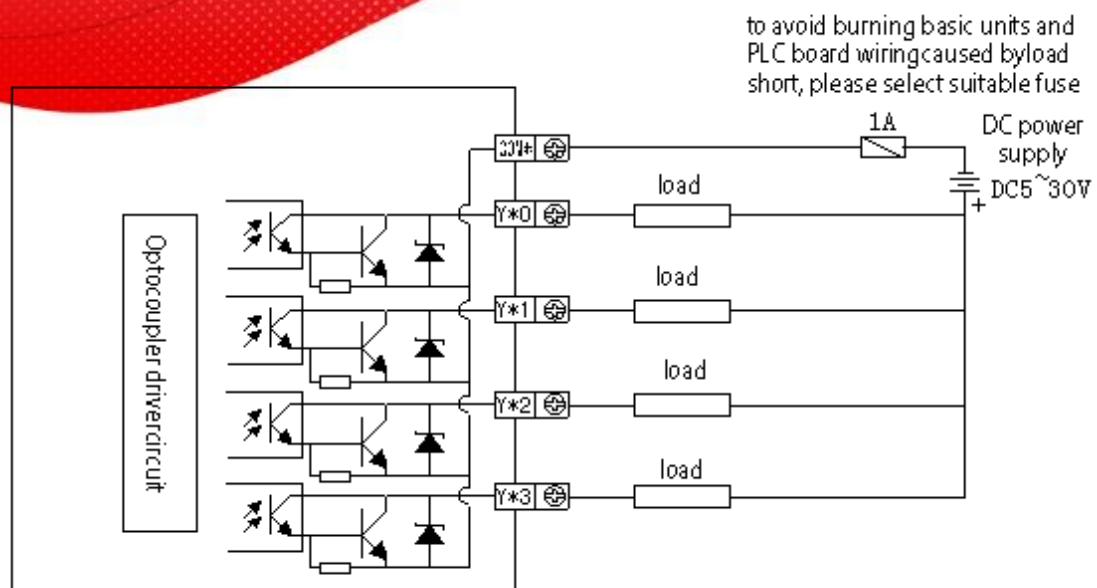 to avoid burning basic units and
PLC board wiringcaused byload
short, please select suitable fuse
1A
DC power
supply
DC5~30V
+
load
Y*0
load
Y*1
load
Y*2
load
Y*3
Optocoupler drivercircuit